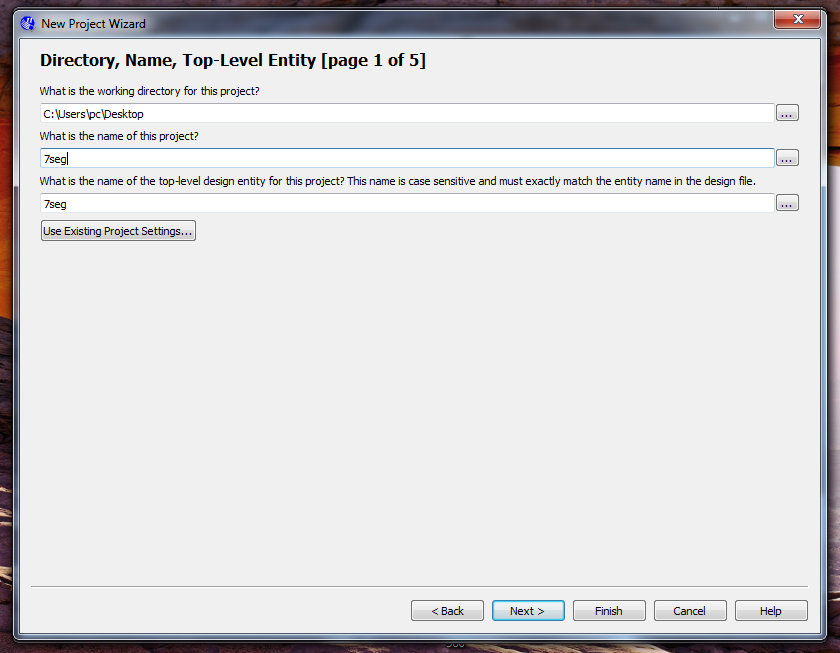 New Project Wizard
Directory, Name, Top-Level Entity [page 1 of 5]
What is the working directory for this project?
C:\Users\pc\Desktop
...
What is the name of this project?
7seg
...
What is the name of the top-level design entity for this project? This name is case sensitive and must exactly match the entity name in the design file.
7seg
...
Use Existing Project Settings...
< Back Next > Finish Cancel Help